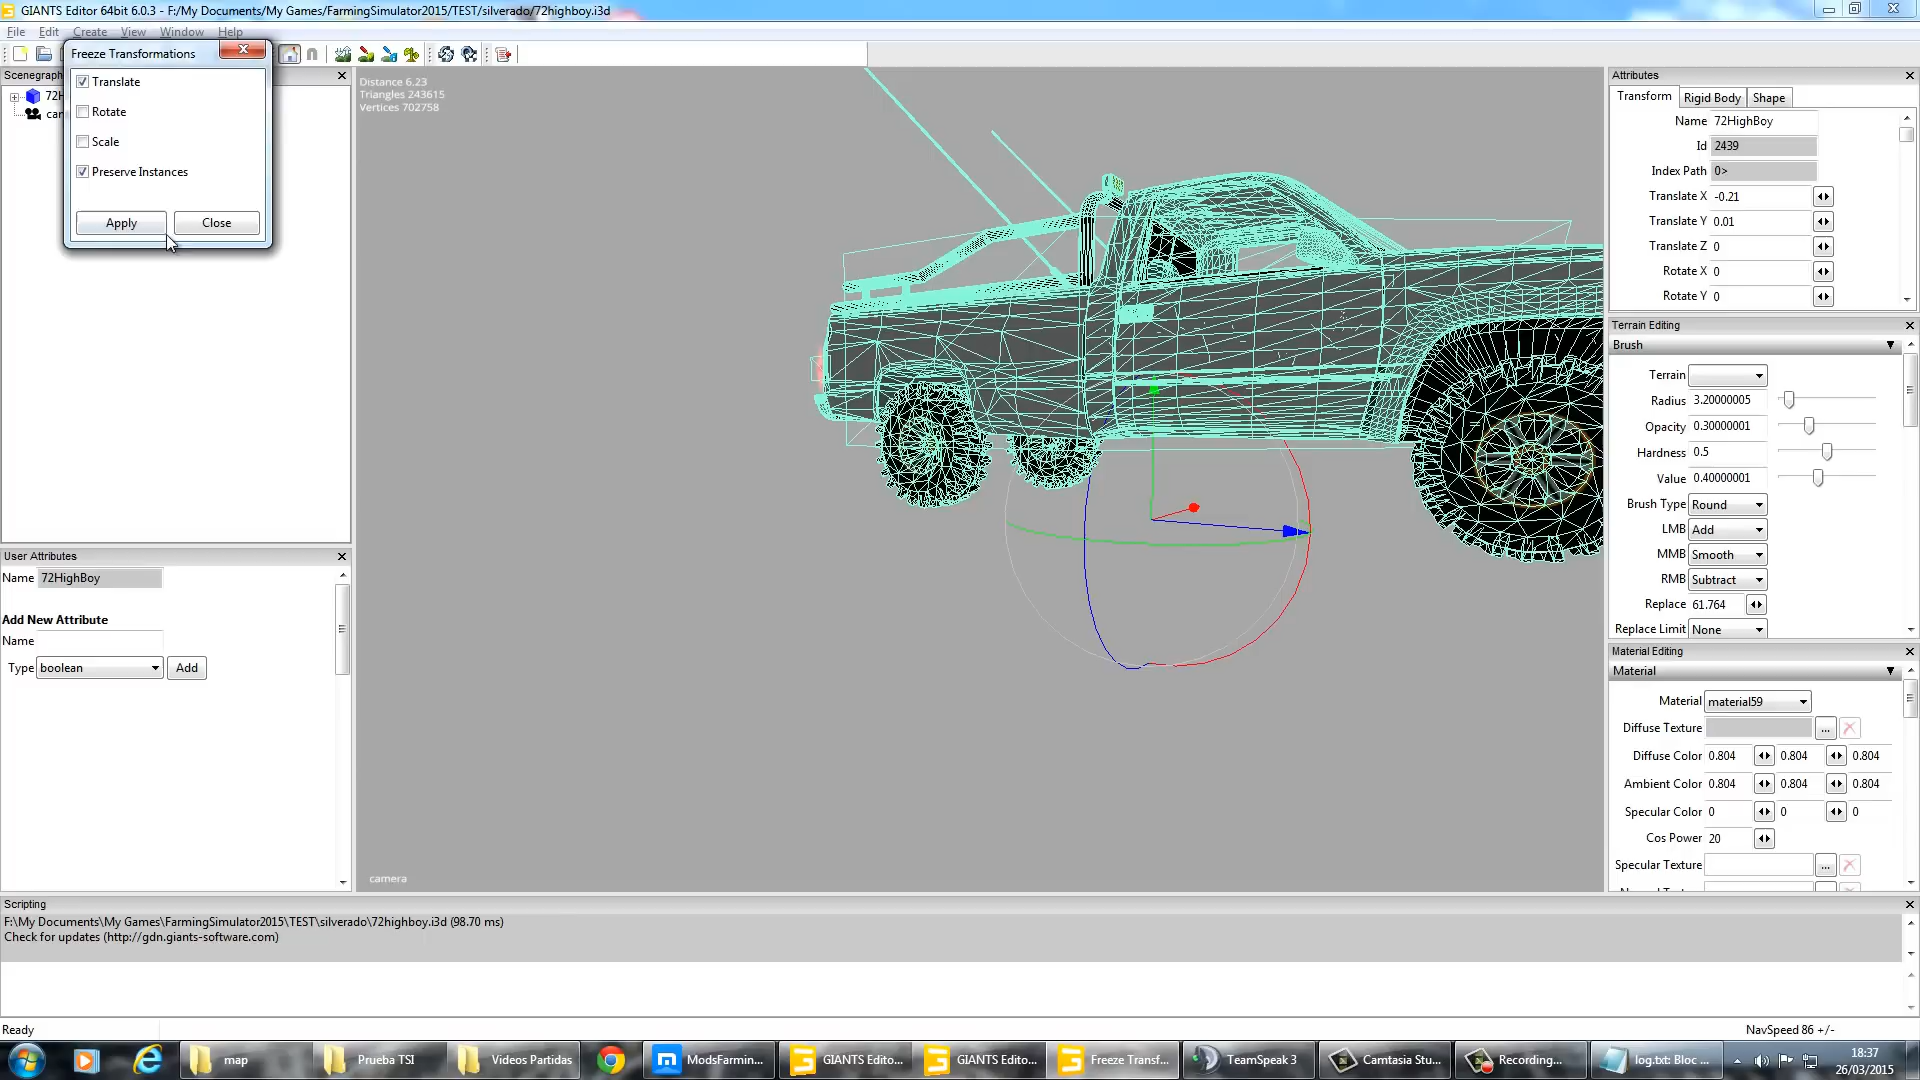 GIANTS Editor 64bit 6.0.3 - F:/My Documents/My Games/FarmingSimulator2015/TEST/silverado/72highboy.i3d
File Edit Create View Window Help
Freeze Transformations
Translate
Rotate
Scale
Preserve Instances
Apply Close
Scenegraph
72H
cam
Distance 6.23
Triangles 243615
Vertices 702758
camera
User Attributes
Name 72HighBoy
Add New Attribute
Name
Type boolean Add
Attributes
Transform Rigid Body Shape
Name 72HighBoy
Id 2439
Index Path 0>
Translate X -0.21
Translate Y 0.01
Translate Z 0
Rotate X 0
Rotate Y 0
Terrain Editing
Brush
Terrain
Radius 3.20000005
Opacity 0.30000001
Hardness 0.5
Value 0.40000001
Brush Type Round
LMB Add
MMB Smooth
RMB Subtract
Replace 61.764
Replace Limit None
Material Editing
Material
Material material59
Diffuse Texture ...
Diffuse Color 0.804 0.804 0.804
Ambient Color 0.804 0.804 0.804
Specular Color 0 0 0
Cos Power 20
Specular Texture ...
Scripting
F:\My Documents\My Games\FarmingSimulator2015\TEST\silverado\72highboy.i3d (98.70 ms)
Check for updates (http://gdn.giants-software.com)
Ready
NavSpeed 86 +/-
map
Prueba TSI
Videos Partidas
ModsFarmin...
GIANTS Edito...
GIANTS Edito...
Freeze Transf...
TeamSpeak 3
Camtasia Stu...
Recording...
log.txt: Bloc ...
18:37
26/03/2015